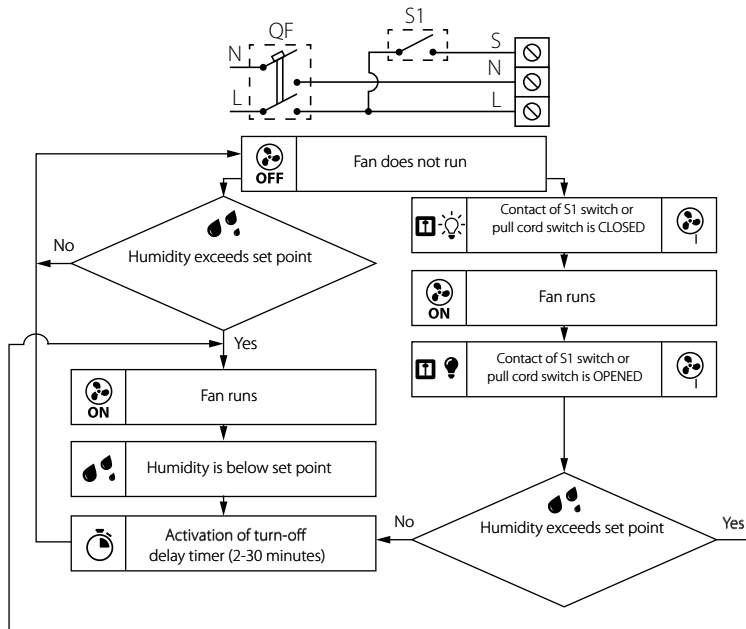 QF
S1
N
L
S
N
L
OFF
Fan does not run
No
Humidity exceeds set point
Yes
Contact of S1 switch or
pull cord switch is CLOSED
ON
Fan runs
Contact of S1 switch or
pull cord switch is OPENED
ON
Fan runs
Humidity is below set point
Activation of turn-off
delay timer (2-30 minutes)
No
Humidity exceeds set point
Yes